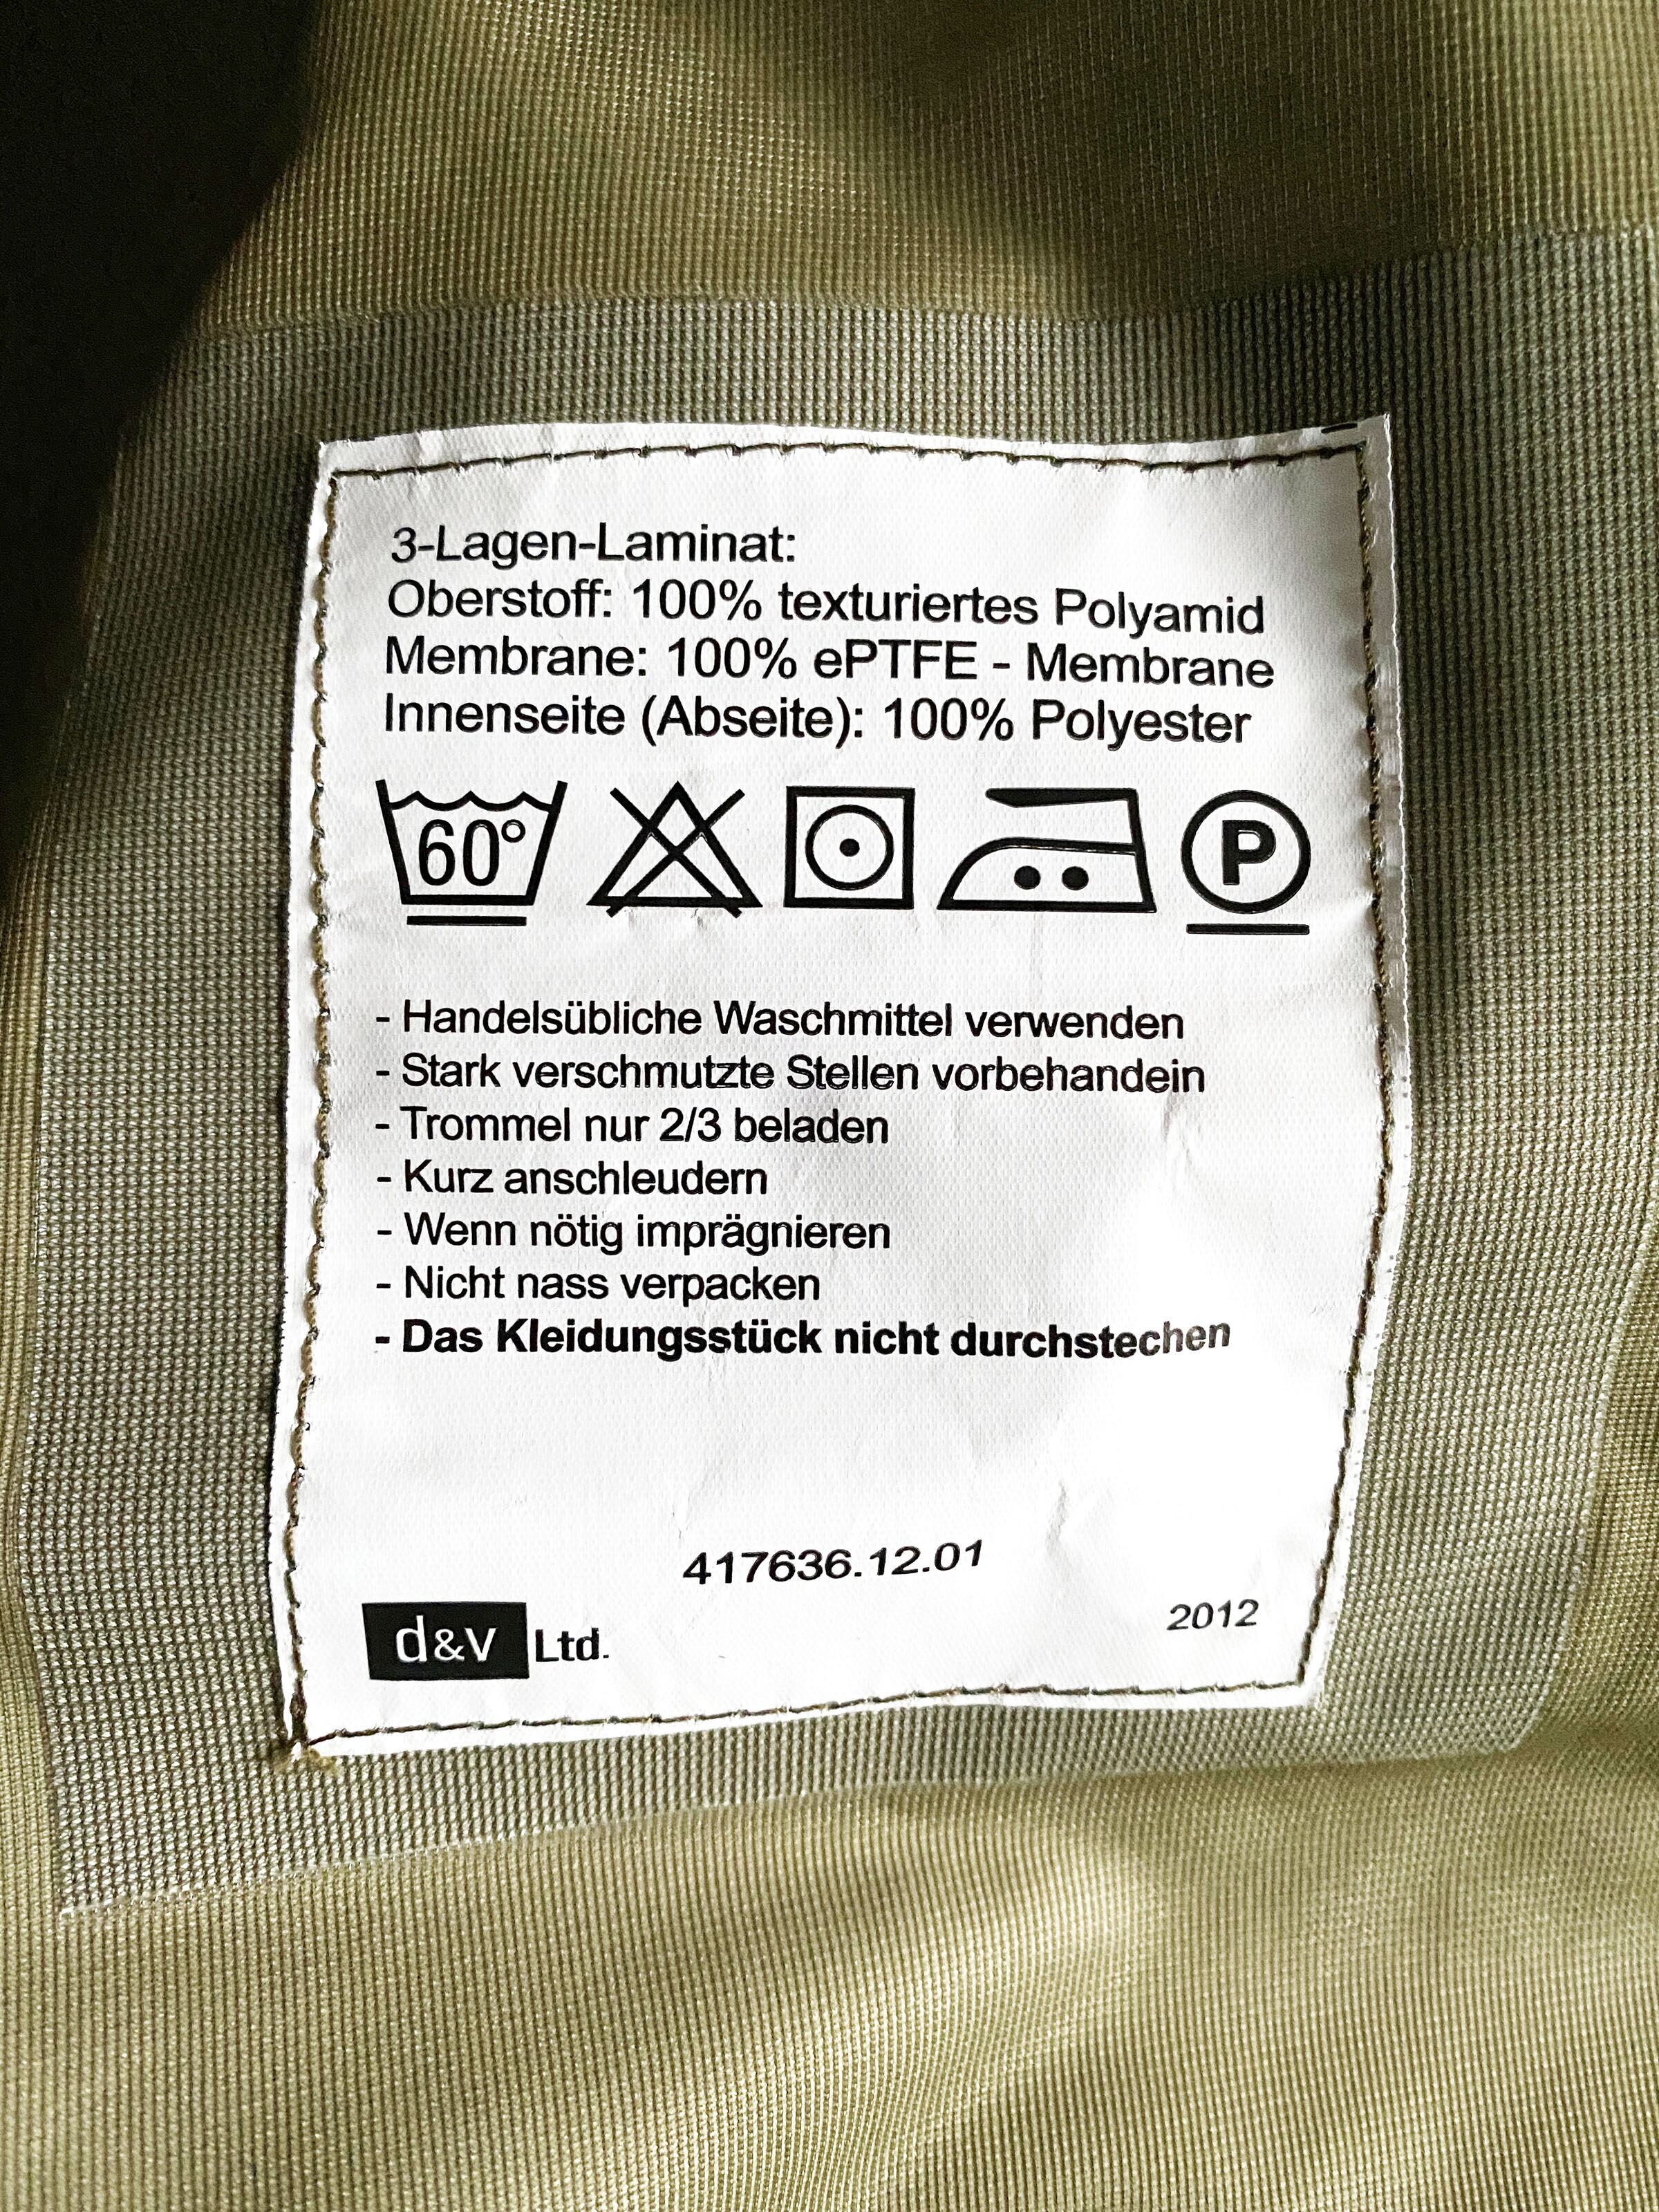 3-Lagen-Laminat:
Oberstoff: 100% texturiertes Polyamid
Membrane: 100% ePTFE - Membrane
Innenseite (Abseite): 100% Polyester
60° P
- Handelsübliche Waschmittel verwenden
- Stark verschmutzte Stellen vorbehandein
- Trommel nur 2/3 beladen
- Kurz anschleudern
- Wenn nötig imprägnieren
- Nicht nass verpacken
- Das Kleidungsstück nicht durchstechen
417636.12.01
2012
d&v Ltd.